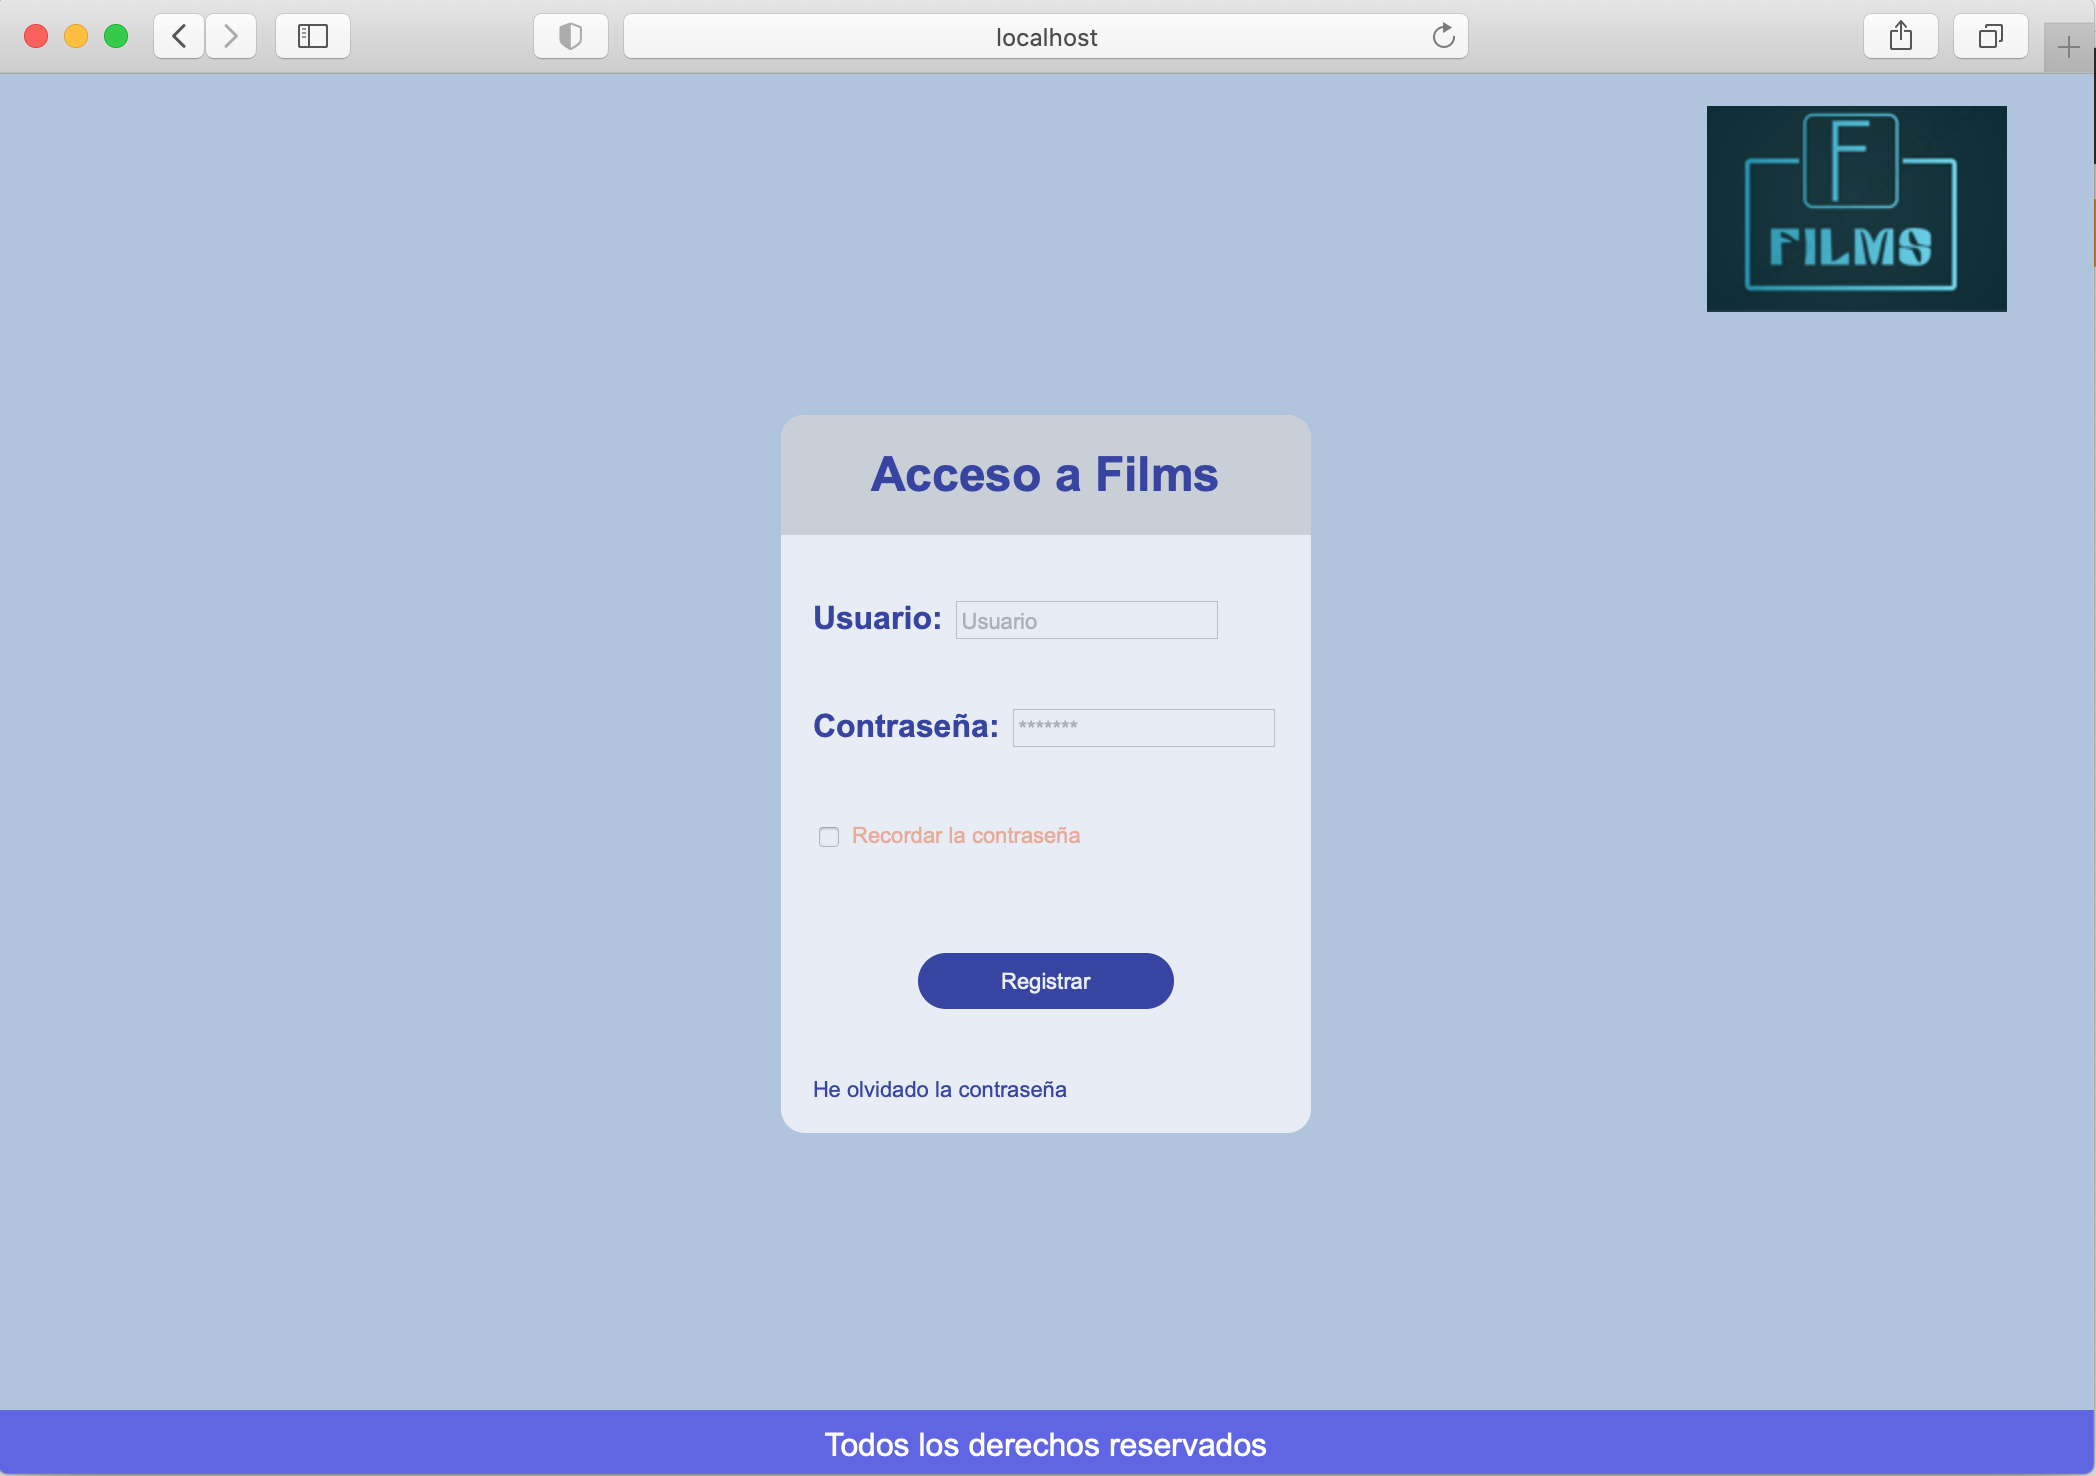 localhost
F
FILMS
Acceso a Films
Usuario: Usuario
Contraseña: *******
Recordar la contraseña
Registrar
He olvidado la contraseña
Todos los derechos reservados